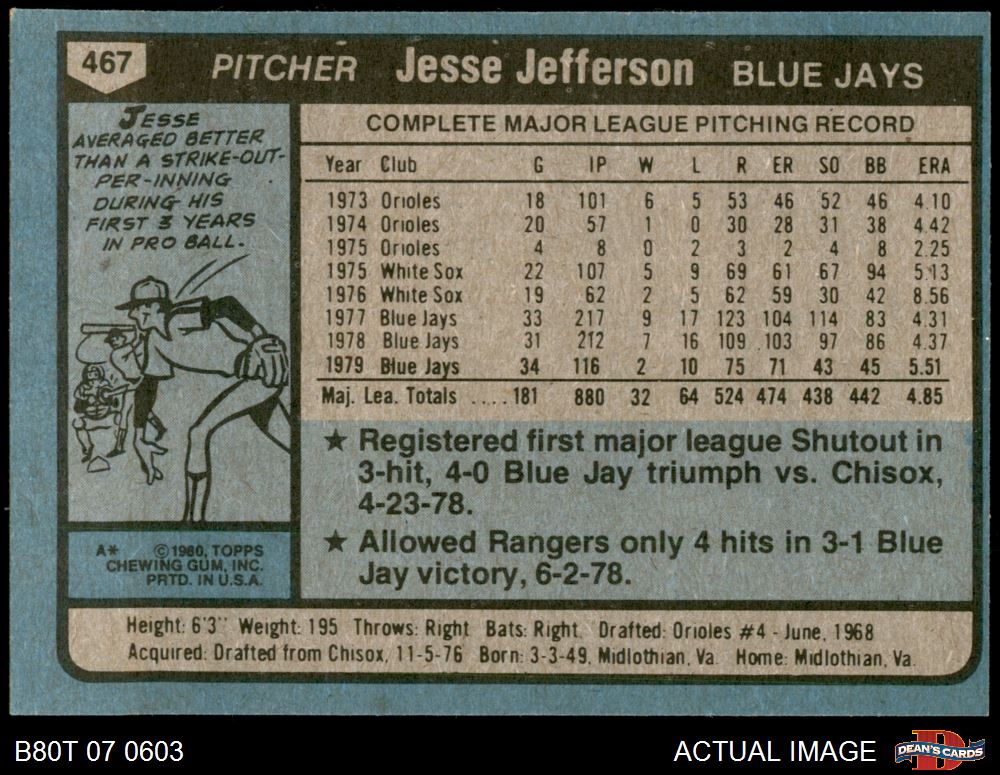 467 PITCHER Jesse Jefferson BLUE JAYS
JESSE
AVERAGED BETTER
THAN A STRIKE-OUT-
PER-INNING
DURING HIS
FIRST 3 YEARS
IN PRO BALL.
COMPLETE MAJOR LEAGUE PITCHING RECORD
Year Club G IP W L R ER SO BB ERA
1973 Orioles 18 101 6 5 53 46 52 46 4.10
1974 Orioles 20 57 1 0 30 28 31 38 4.42
1975 Orioles 4 8 0 2 3 2 4 8 2.25
1975 White Sox 22 107 5 9 69 61 67 94 5.13
1976 White Sox 19 62 2 5 62 59 30 42 8.56
1977 Blue Jays 33 217 9 17 123 104 114 83 4.31
1978 Blue Jays 31 212 7 16 109 103 97 86 4.37
1979 Blue Jays 34 116 2 10 75 71 43 45 5.51
Maj. Lea. Totals .... 181 880 32 64 524 474 438 442 4.85
★ Registered first major league Shutout in
3-hit, 4-0 Blue Jay triumph vs. Chisox,
4-23-78.
★ Allowed Rangers only 4 hits in 3-1 Blue
Jay victory, 6-2-78.
A* © 1980, TOPPS
CHEWING GUM, INC.
PRTD. IN U.S.A.
Height: 6'3" Weight: 195 Throws: Right Bats: Right Drafted: Orioles #4 - June, 1968
Acquired: Drafted from Chisox, 11-5-76 Born: 3-3-49, Midlothian, Va. Home: Midlothian, Va.
B80T 07 0603 ACTUAL IMAGE
D
DEAN'S CARDS